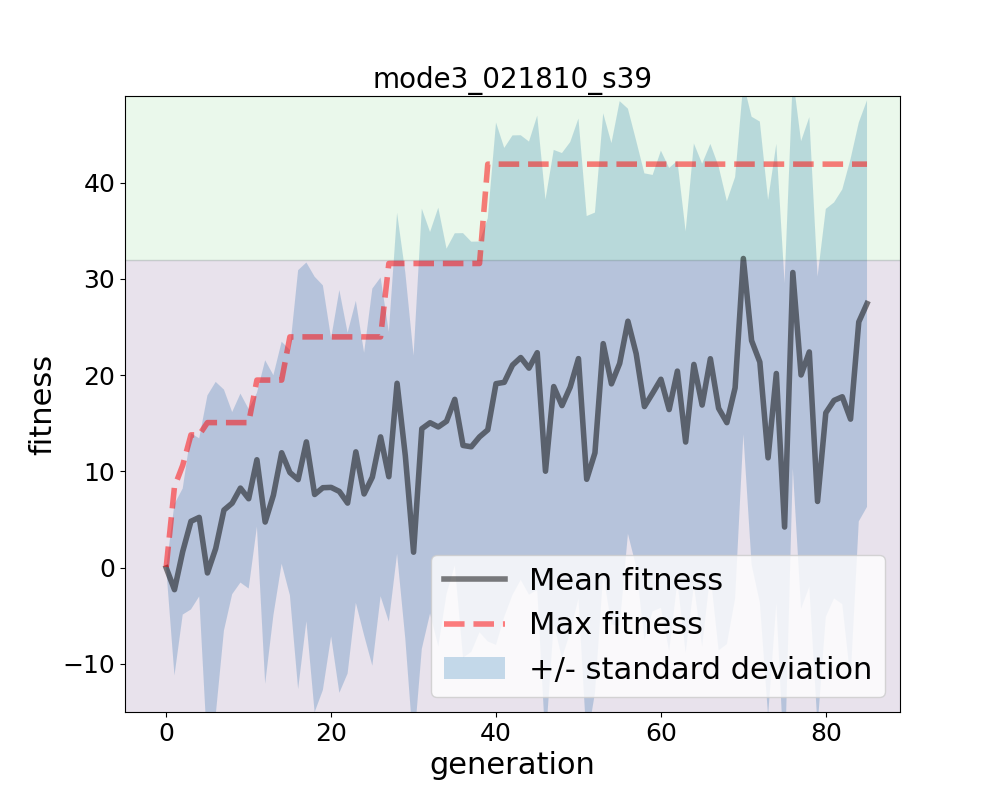 mode3_021810_s39
fitness
40
30
20
10
0
−10
Mean fitness
Max fitness
+/- standard deviation
0 20 40 60 80
generation